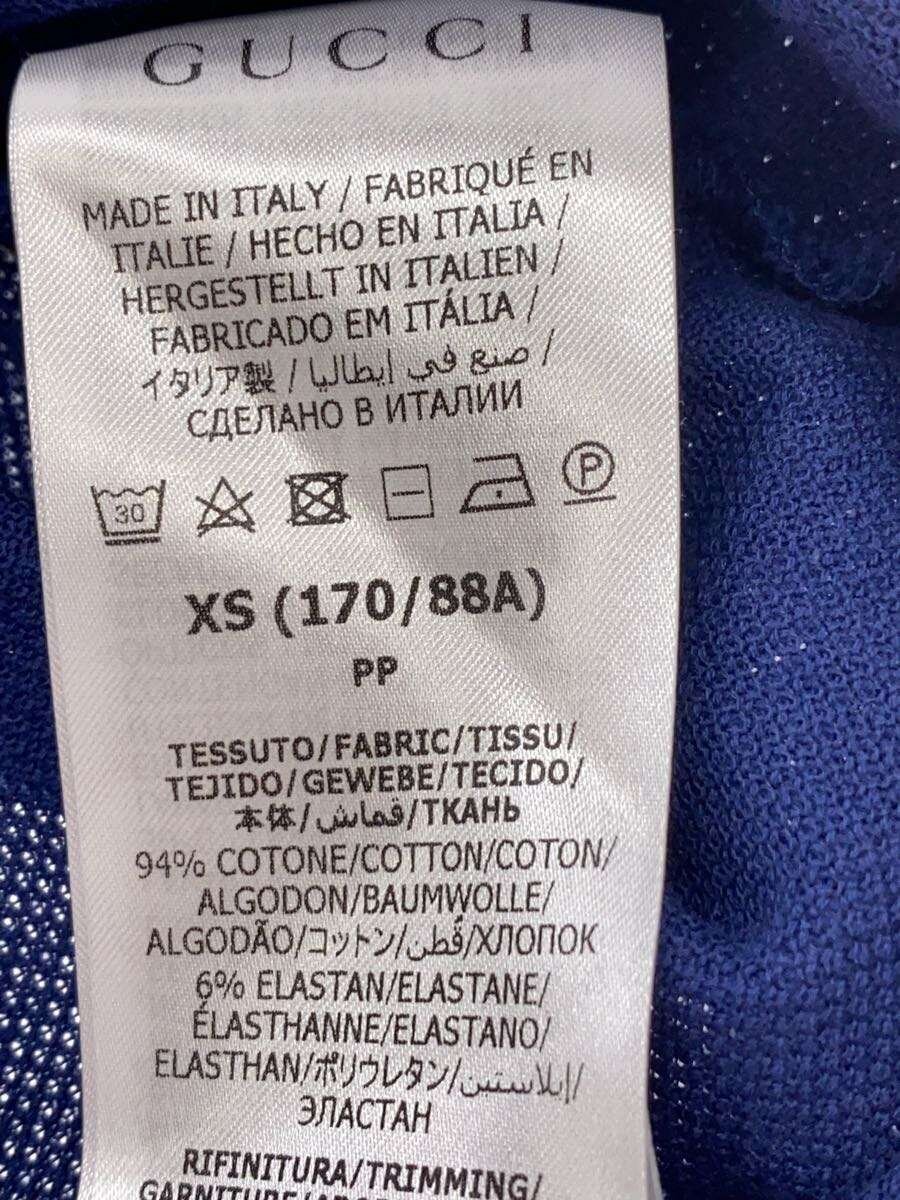 GUCCI
MADE IN ITALY / FABRIQUÉ EN
ITALIE / HECHO EN ITALIA /
HERGESTELLT IN ITALIEN /
FABRICADO EM ITÁLIA /
イタリア製 / صنع في إيطاليا /
СДЕЛАНО В ИТАЛИИ
30
P
XS (170/88A)
PP
TESSUTO/FABRIC/TISSU/
TEJIDO/GEWEBE/TECIDO/
本体/قماش/ТКАНЬ
94% COTONE/COTTON/COTON/
ALGODON/BAUMWOLLE/
ALGODÃO/コットン/قطن/ХЛОПОК
6% ELASTAN/ELASTANE/
ÉLASTHANNE/ELASTANO/
ELASTHAN/ポリウレタン/إيلاستين/
ЭЛАСТАН
RIFINITURA/TRIMMING/
GARNITURE/